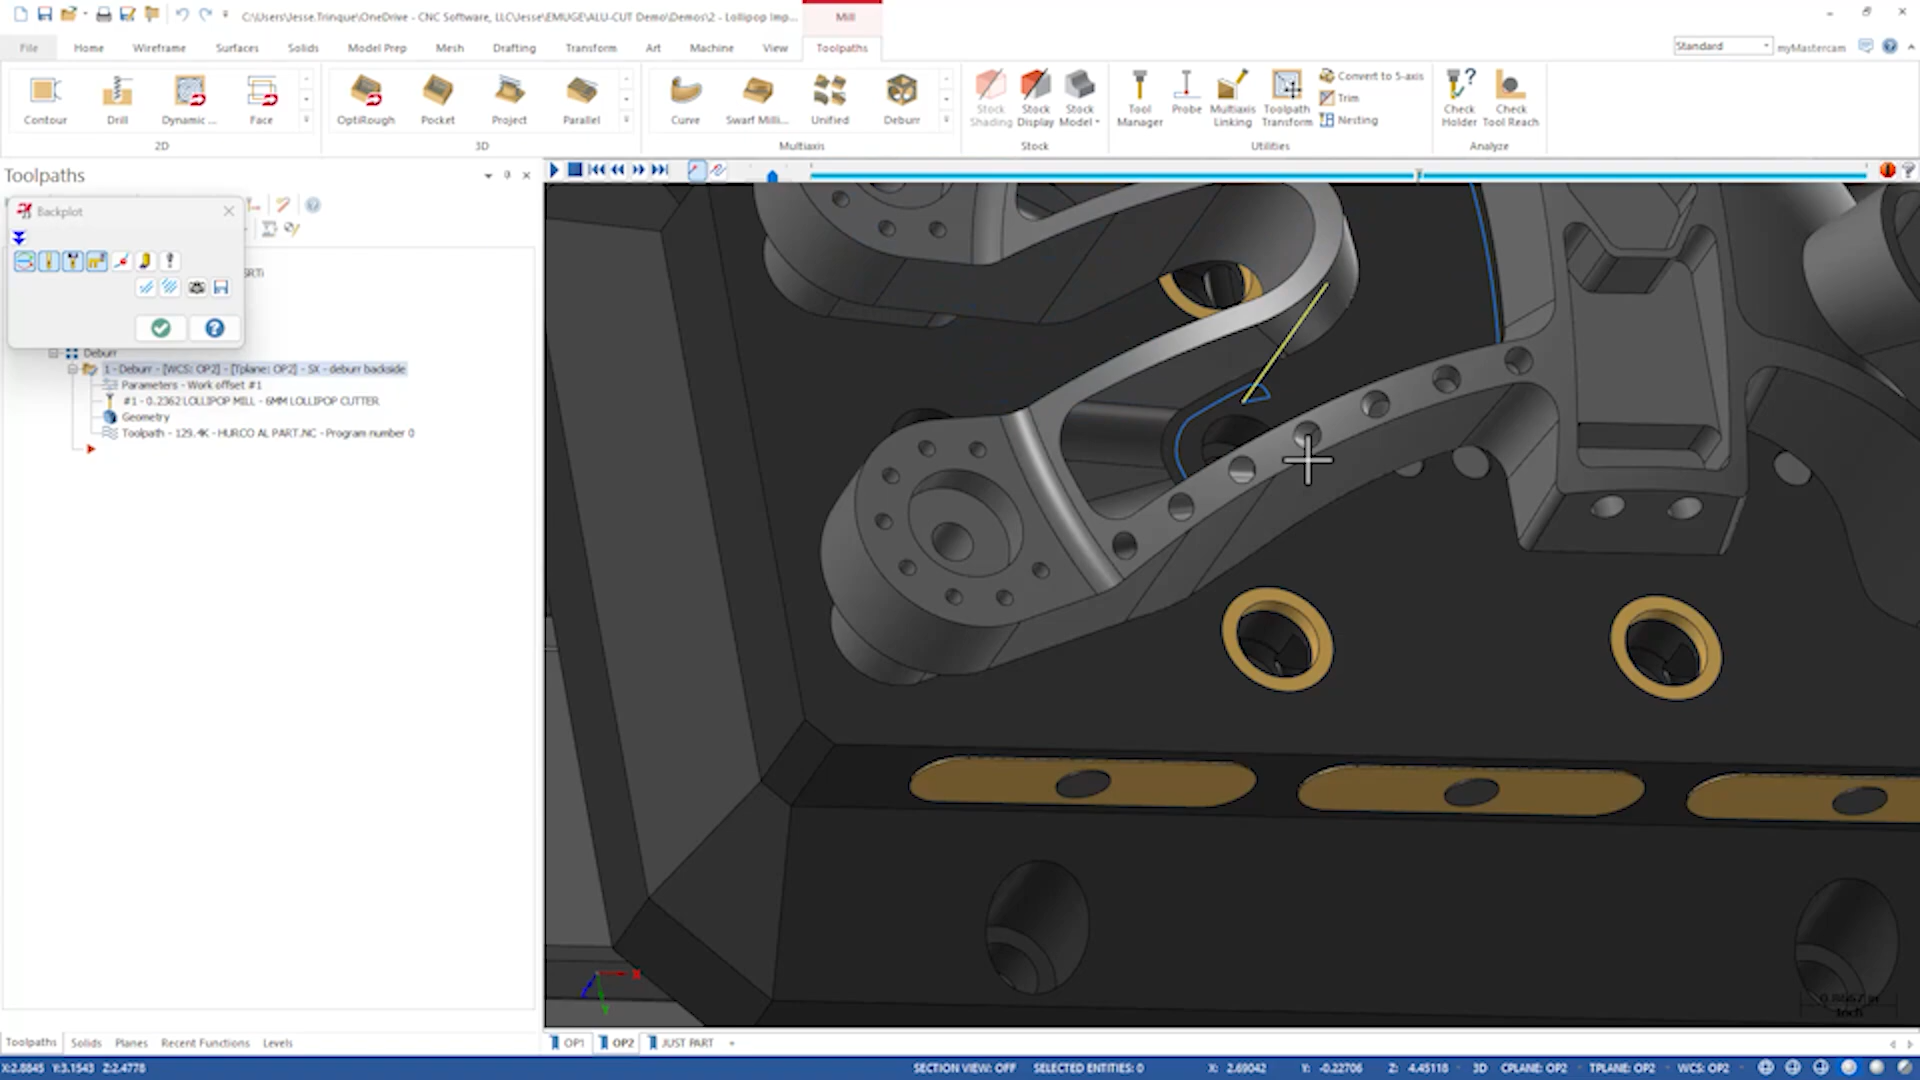 C:\Users\Jesse.Trinque\OneDrive - CNC Software, LLC\Jesse\EMUGE\ALU-CUT Demo\Demos\2 - Lollipop Imp...
Mill
File Home Wireframe Surfaces Solids Model Prep Mesh Drafting Transform Art Machine View Toolpaths
Standard myMastercam
Contour Drill Dynamic ... Face
2D
OptiRough Pocket Project Parallel
3D
Curve Swarf Milli... Unified Deburr
Multiaxis
Stock Shading Stock Display Stock Model
Stock
Tool Manager Probe Multiaxis Linking Toolpath Transform
Convert to 5-axis
Trim
Nesting
Utilities
Check Holder Check Tool Reach
Analyze
Toolpaths
Backplot
SRTi
Deburr
1 - Deburr - [WCS: OP2] - [Tplane: OP2] - SX - deburr backside
Parameters - Work offset #1
#1 - 0.2362 LOLLIPOP MILL - 6MM LOLLIPOP CUTTER
Geometry
Toolpath - 129.4K - HURCO AL PART.NC - Program number 0
Inch
Toolpaths Solids Planes Recent Functions Levels
OP1 OP2 JUST PART
X:2.8845 Y:3.1543 Z:2.4778
SECTION VIEW: OFF SELECTED ENTITIES: 0 X: 2.69042 Y: -0.22706 Z: 4.45118 3D CPLANE: OP2 TPLANE: OP2 WCS: OP2